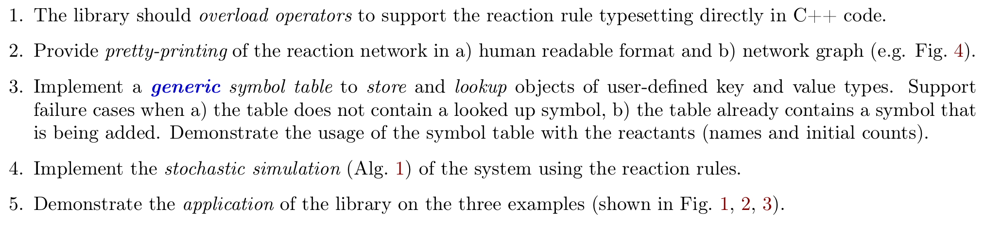 1. The library should overload operators to support the reaction rule typesetting directly in C++ code.
2. Provide pretty-printing of the reaction network in a) human readable format and b) network graph (e.g. Fig. 4).
3. Implement a generic symbol table to store and lookup objects of user-defined key and value types. Support
failure cases when a) the table does not contain a looked up symbol, b) the table already contains a symbol that
is being added. Demonstrate the usage of the symbol table with the reactants (names and initial counts).
4. Implement the stochastic simulation (Alg. 1) of the system using the reaction rules.
5. Demonstrate the application of the library on the three examples (shown in Fig. 1, 2, 3).